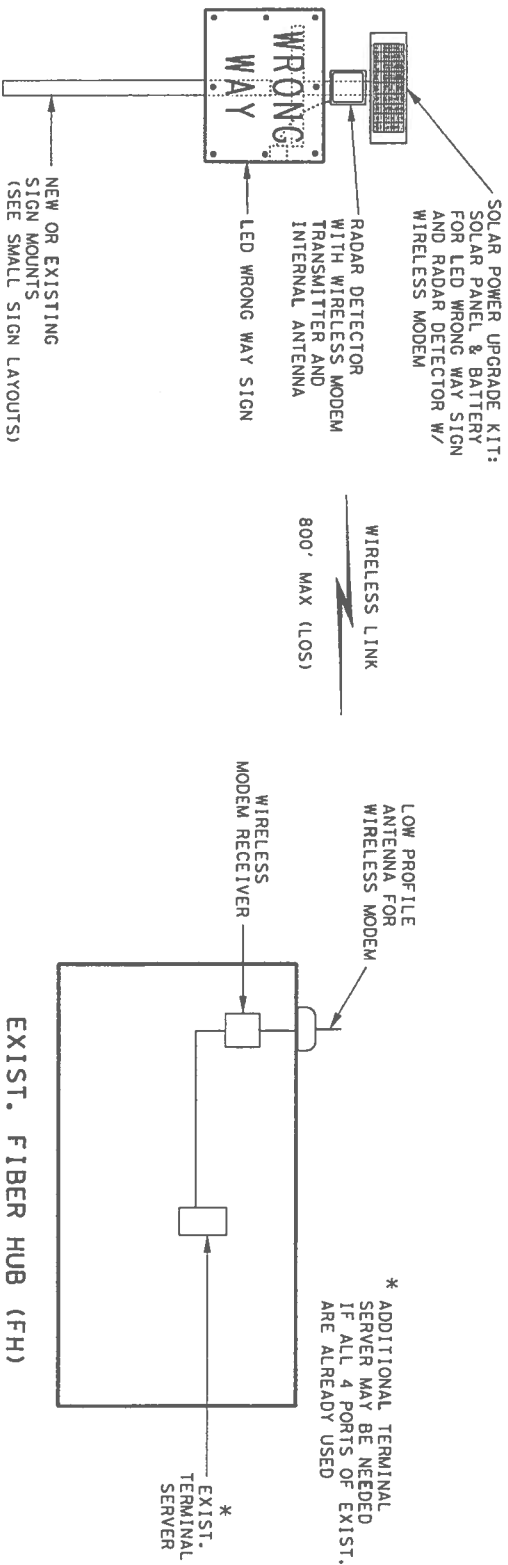 SOLAR POWER UPGRADE KIT:
SOLAR PANEL & BATTERY
FOR LED WRONG WAY SIGN
AND RADAR DETECTOR W/
WIRELESS MODEM
RADAR DETECTOR
WITH WIRELESS MODEM
TRANSMITTER AND
INTERNAL ANTENNA
WRONG
WAY
LED WRONG WAY SIGN
NEW OR EXISTING
SIGN MOUNTS
(SEE SMALL SIGN LAYOUTS)
WIRELESS LINK
800' MAX (LOS)
LOW PROFILE
ANTENNA FOR
WIRELESS MODEM
WIRELESS
MODEM RECEIVER
* ADDITIONAL TERMINAL
SERVER MAY BE NEEDED
IF ALL 4 PORTS OF EXIST.
ARE ALREADY USED
*
EXIST.
TERMINAL
SERVER
EXIST. FIBER HUB (FH)